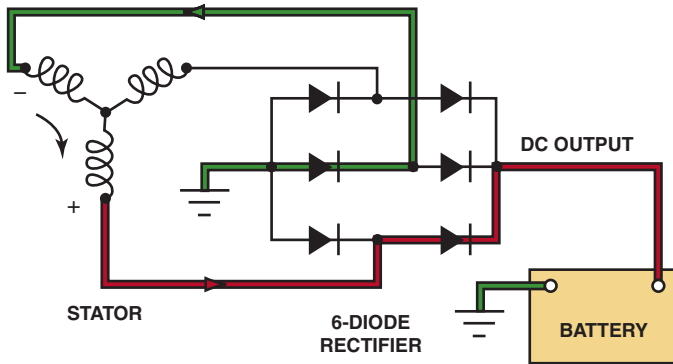 −
+
DC OUTPUT
STATOR
6-DIODE
RECTIFIER
BATTERY